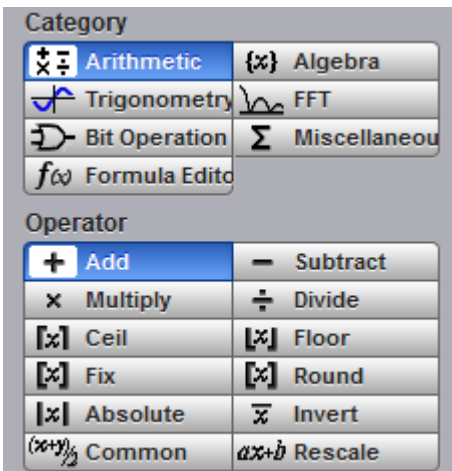 Category
Arithmetic {x} Algebra
Trigonometry FFT
Bit Operation Σ Miscellaneou
f(x) Formula Edito
Operator
+ Add − Subtract
× Multiply ÷ Divide
⌈x⌉ Ceil ⌊x⌋ Floor
[x] Fix [x] Round
|x| Absolute x̅ Invert
(x+y)/2 Common ax+b Rescale